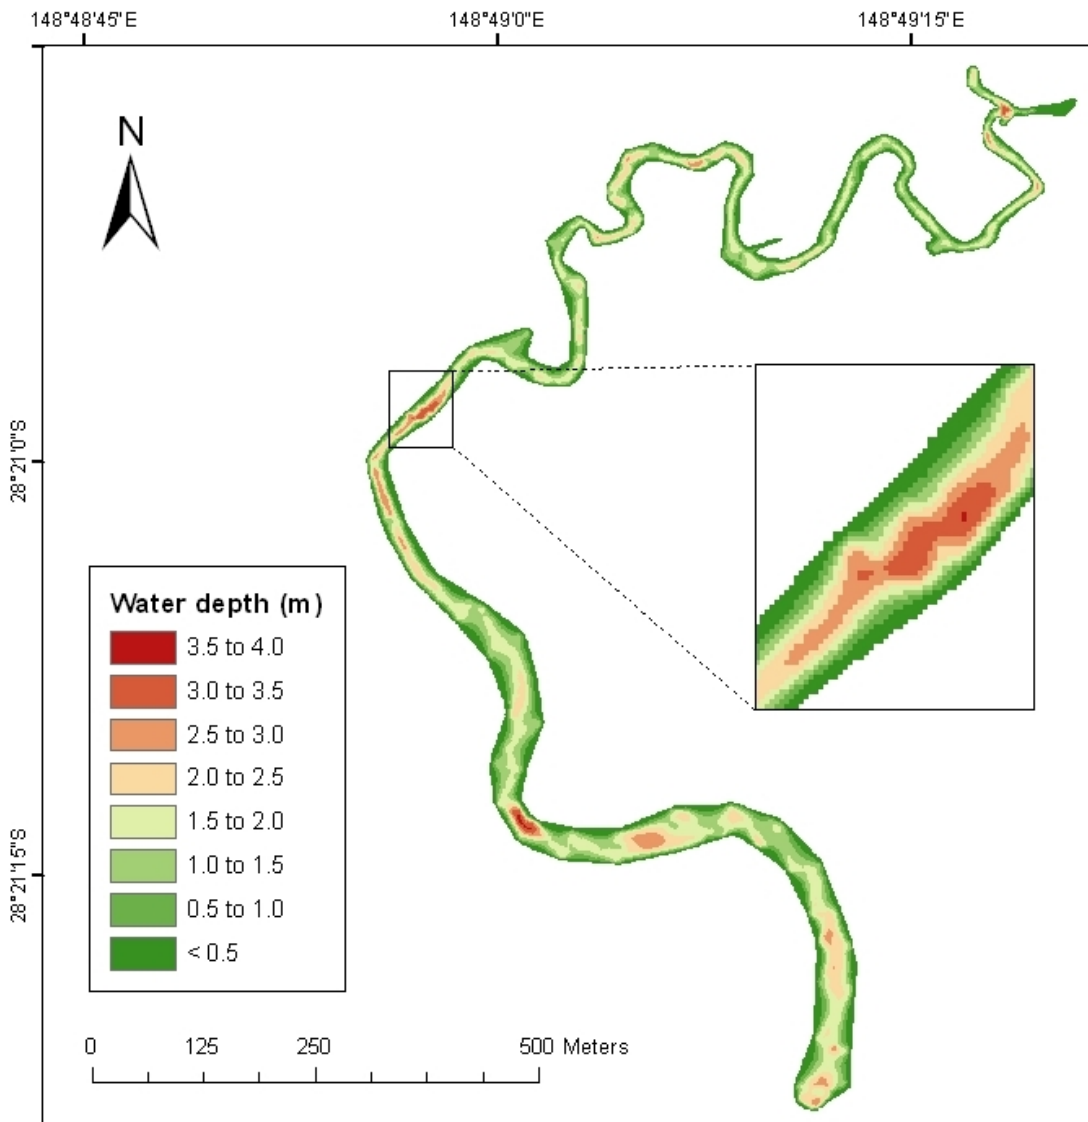 148°48'45"E 148°49'0"E 148°49'15"E
N
28°21'0"S
Water depth (m)
3.5 to 4.0
3.0 to 3.5
2.5 to 3.0
2.0 to 2.5
1.5 to 2.0
1.0 to 1.5
0.5 to 1.0
< 0.5
28°21'15"S
0 125 250 500 Meters